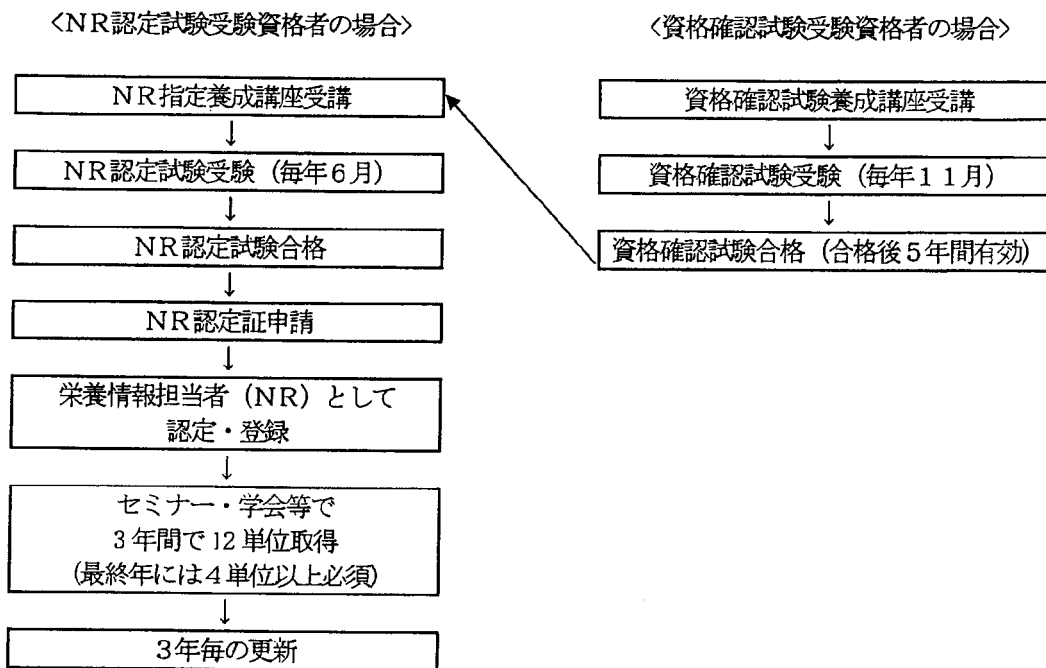 〈NR認定試験受験資格者の場合〉
NR指定養成講座受講
↓
NR認定試験受験（毎年6月）
↓
NR認定試験合格
↓
NR認定証申請
↓
栄養情報担当者（NR）として
認定・登録
↓
セミナー・学会等で
3年間で12単位取得
（最終年には4単位以上必須）
↓
3年毎の更新
〈資格確認試験受験資格者の場合〉
資格確認試験養成講座受講
↓
資格確認試験受験（毎年11月）
↓
資格確認試験合格（合格後5年間有効）